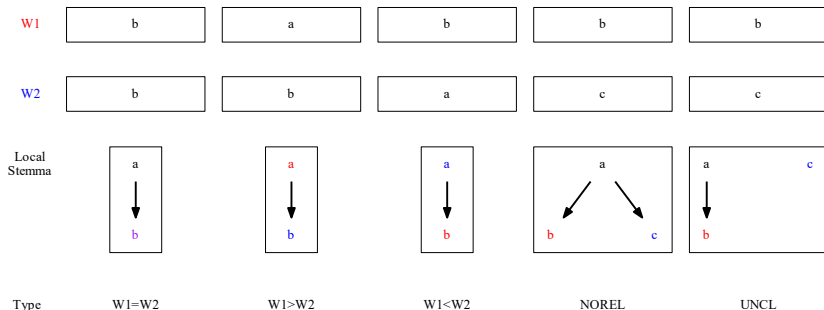 W1 b a b b b
W2 b b a c c
Local
Stemma
a a a a a c
b b b b c b
Type W1=W2 W1>W2 W1<W2 NOREL UNCL